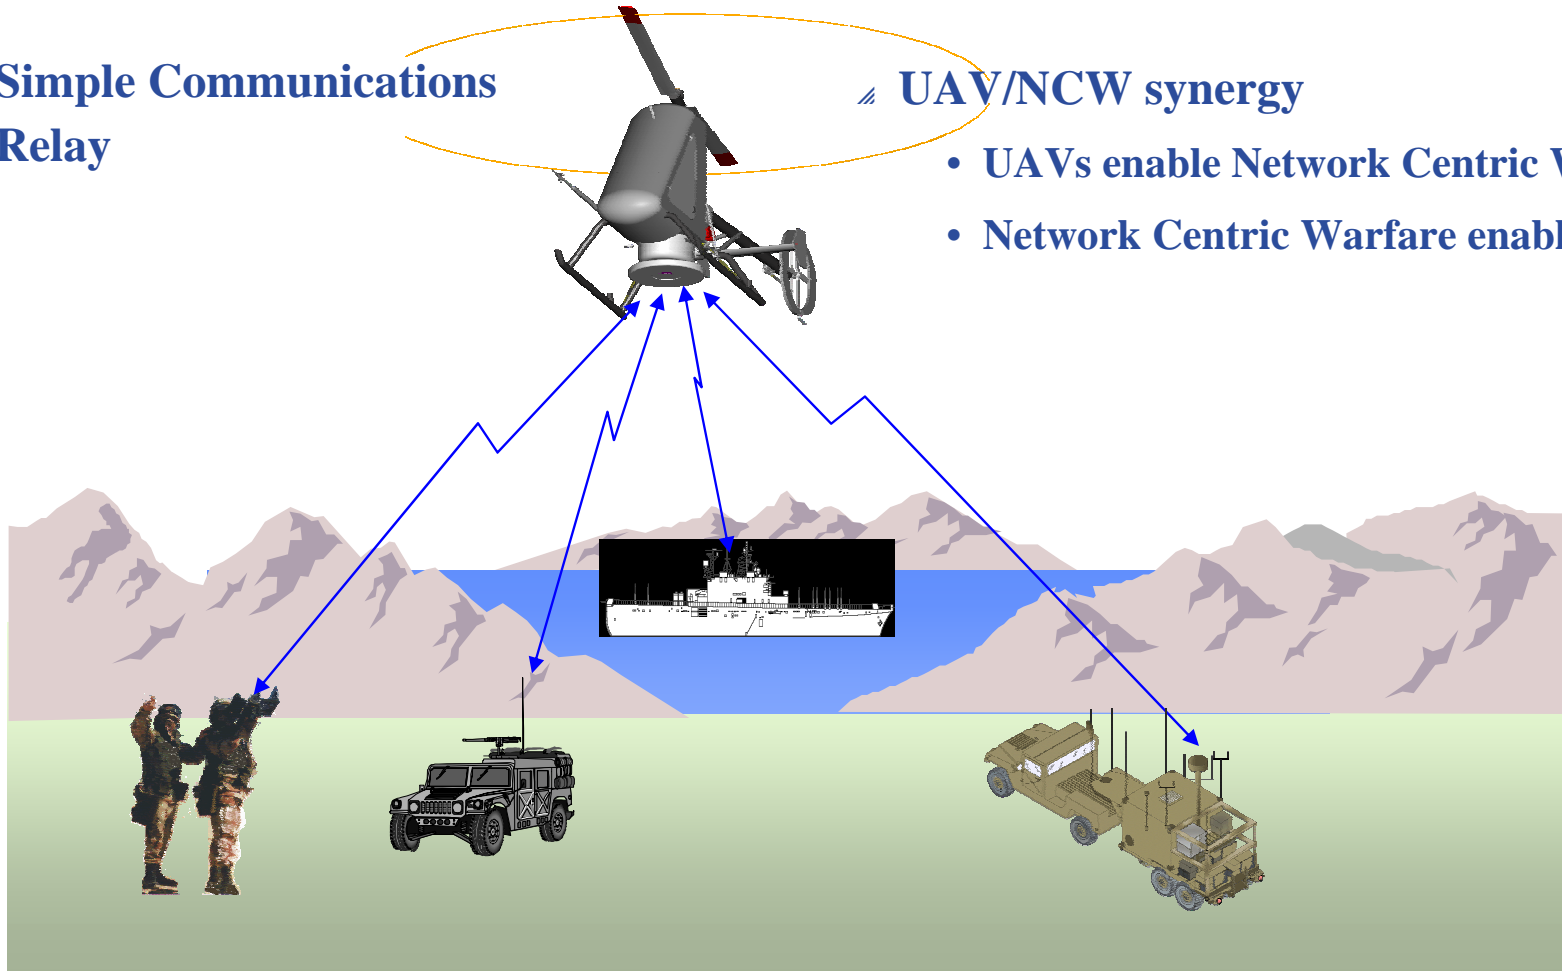 Simple Communications
Relay
UAV/NCW synergy
• UAVs enable Network Centric
• Network Centric Warfare